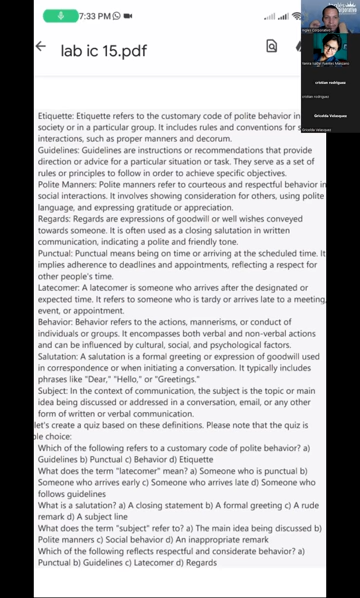 7:33 PM
lab ic 15.pdf
Etiquette: Etiquette refers to the customary code of polite behavior in
society or in a particular group. It includes rules and conventions for
interactions, such as proper manners and decorum.
Guidelines: Guidelines are instructions or recommendations that provide
direction or advice for a particular situation or task. They serve as a set of
rules or principles to follow in order to achieve specific objectives.
Polite Manners: Polite manners refer to courteous and respectful behavior in
social interactions. It involves showing consideration for others, using polite
language, and expressing gratitude or appreciation.
Regards: Regards are expressions of goodwill or well wishes conveyed
towards someone. It is often used as a closing salutation in written
communication, indicating a polite and friendly tone.
Punctual: Punctual means being on time or arriving at the scheduled time. It
implies adherence to deadlines and appointments, reflecting a respect for
other people's time.
Latecomer: A latecomer is someone who arrives after the designated or
expected time. It refers to someone who is tardy or arrives late to a meeting,
event, or appointment.
Behavior: Behavior refers to the actions, mannerisms, or conduct of
individuals or groups. It encompasses both verbal and non-verbal actions
and can be influenced by cultural, social, and psychological factors.
Salutation: A salutation is a formal greeting or expression of goodwill used
in correspondence or when initiating a conversation. It typically includes
phrases like "Dear," "Hello," or "Greetings."
Subject: In the context of communication, the subject is the topic or main
idea being discussed or addressed in a conversation, email, or any other
form of written or verbal communication.
let's create a quiz based on these definitions. Please note that the quiz is
ple choice:
Which of the following refers to a customary code of polite behavior? a)
Guidelines b) Punctual c) Behavior d) Etiquette
What does the term "latecomer" mean? a) Someone who is punctual b)
Someone who arrives early c) Someone who arrives late d) Someone who
follows guidelines
What is a salutation? a) A closing statement b) A formal greeting c) A rude
remark d) A subject line
What does the term "subject" refer to? a) The main idea being discussed b)
Polite manners c) Social behavior d) An inappropriate remark
Which of the following reflects respectful and considerate behavior? a)
Punctual b) Guidelines c) Latecomer d) Regards
cristian rodriguez
cristian rodriguez
Griselda Velasquez
Griselda Velasquez